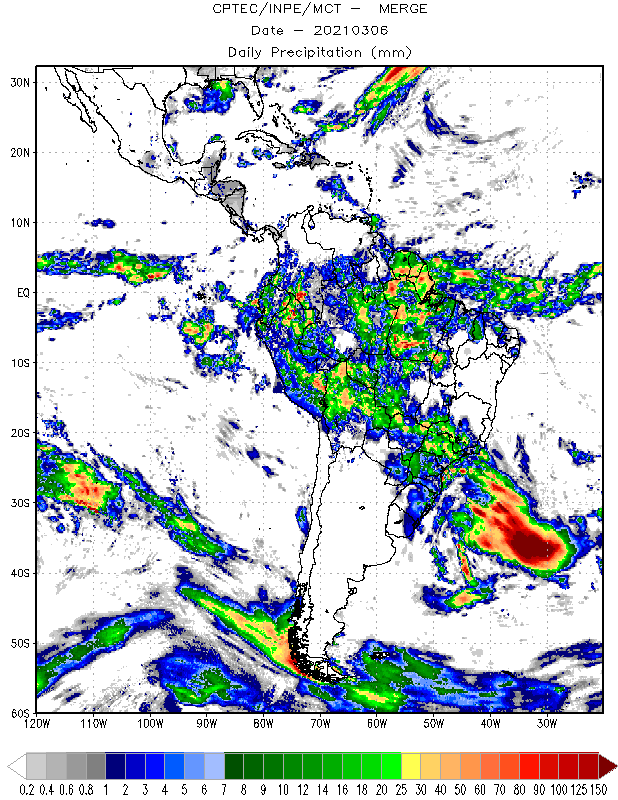 CPTEC/INPE/MCT - MERGE
Date - 20210306
Daily Precipitation (mm)
30N
20N
10N
EQ
10S
20S
30S
40S
50S
60S
120W 110W 100W 90W 80W 70W 60W 50W 40W 30W
0.2 0.4 0.6 0.8 1 2 3 4 5 6 7 8 9 10 12 14 16 18 20 25 30 40 50 60 70 80 90 100 125 150